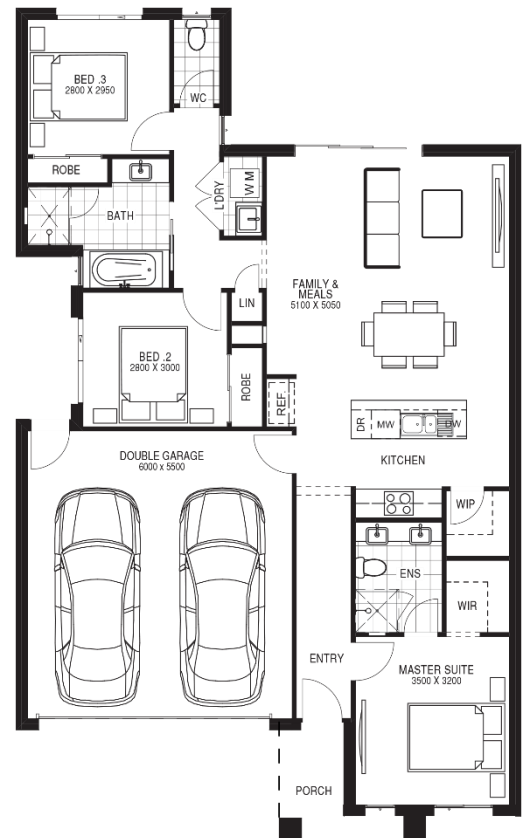 BED .3
2800 X 2950
WC
ROBE
BATH
L'DRY
W M
LIN
FAMILY &
MEALS
5100 X 5050
BED .2
2800 X 3000
ROBE
REF.
DR
MW
DW
KITCHEN
DOUBLE GARAGE
6000 x 5500
WIP
ENS
WIR
ENTRY
MASTER SUITE
3500 X 3200
PORCH